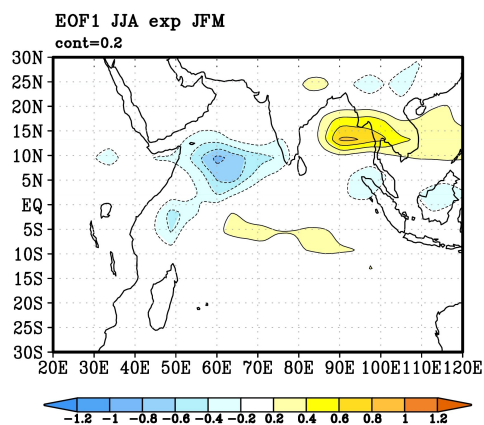 EOF1 JJA exp JFM
cont=0.2
30N
25N
20N
15N
10N
5N
EQ
5S
10S
15S
20S
25S
30S
20E 30E 40E 50E 60E 70E 80E 90E 100E 110E 120E
-1.2 -1 -0.8 -0.6 -0.4 -0.2 0.2 0.4 0.6 0.8 1 1.2